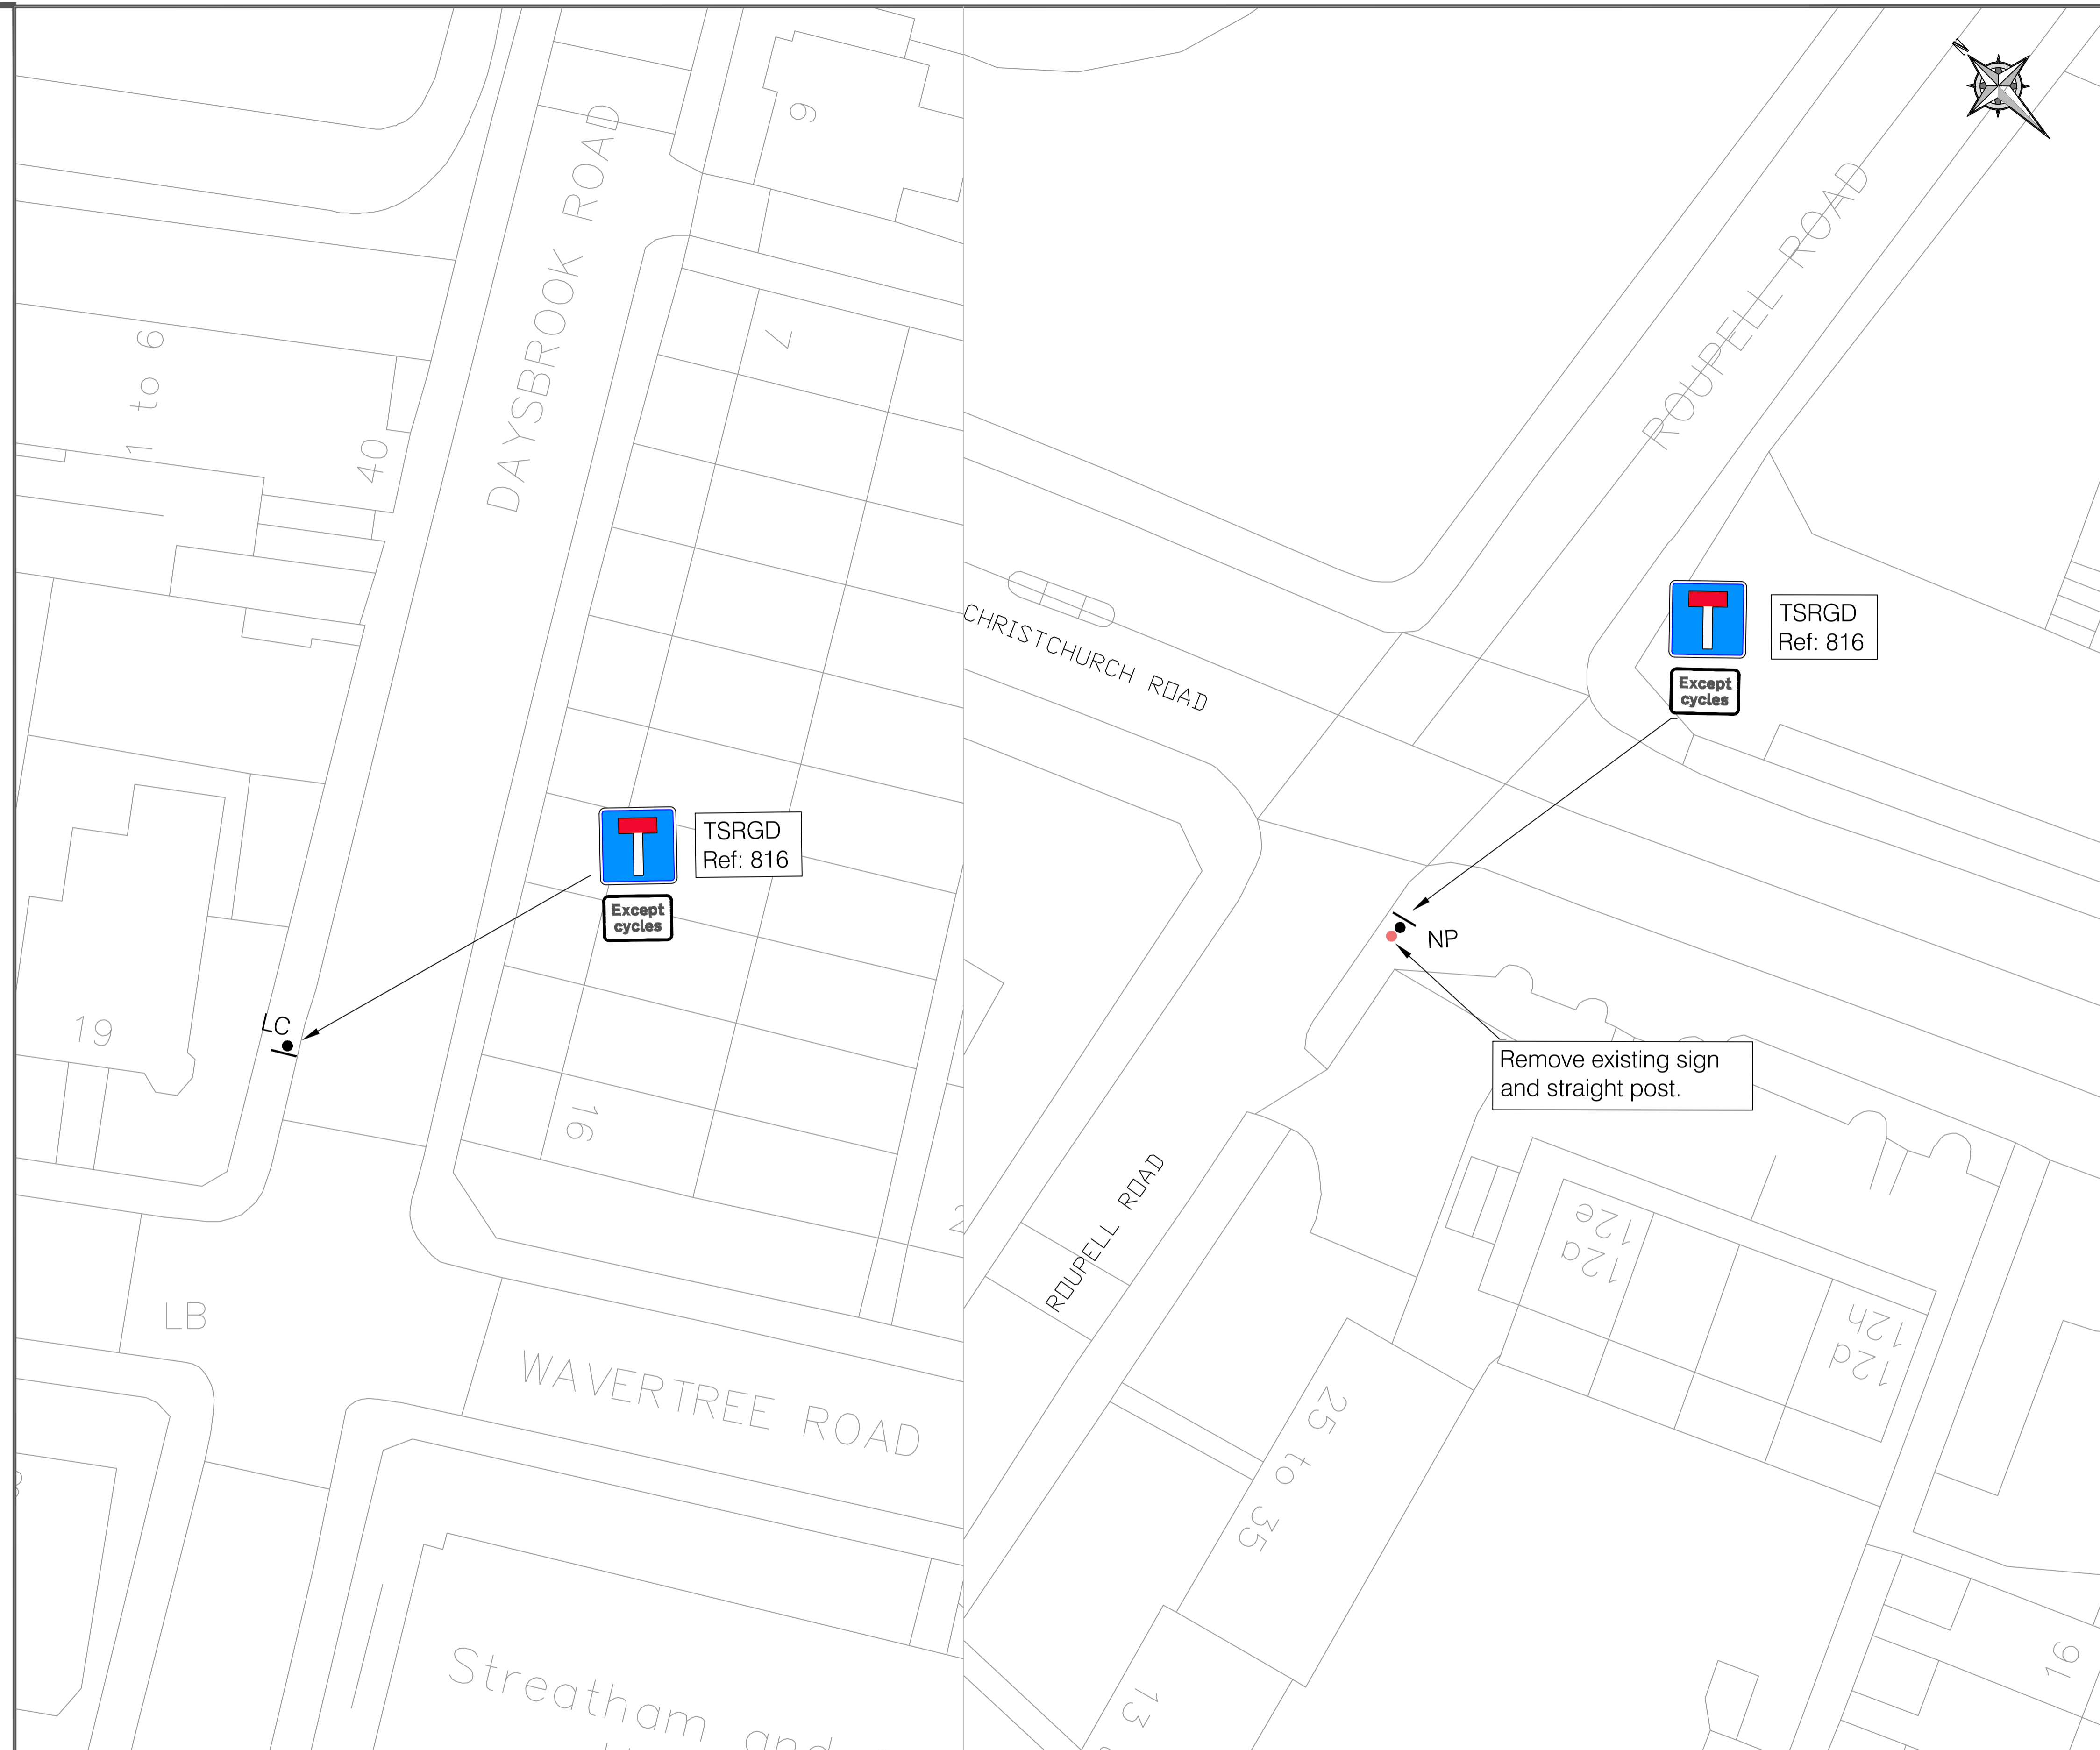 DAYSBROOK ROAD
9
7
1 to 6
40
TSRGD
Ref: 816
Except
cycles
LC
19
16
LB
WAVERTREE ROAD
Streatham and
N
ROUPELL ROAD
CHRISTCHURCH ROAD
TSRGD
Ref: 816
Except
cycles
NP
Remove existing sign
and straight post.
ROUPELL ROAD
12e
12a
12h
12d
25 to 35
13
16